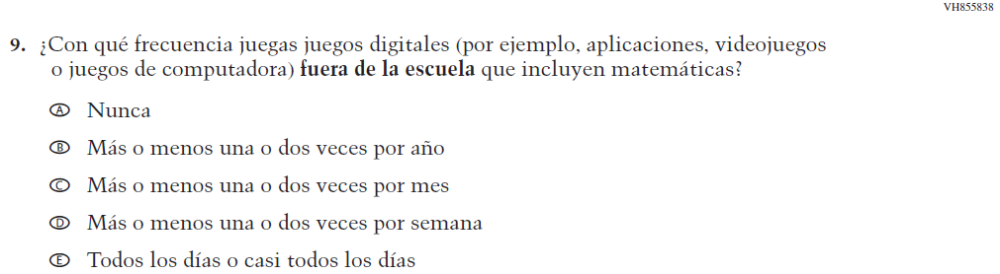 VH855838
9. ¿Con qué frecuencia juegas juegos digitales (por ejemplo, aplicaciones, videojuegos
o juegos de computadora) fuera de la escuela que incluyen matemáticas?
A Nunca
B Más o menos una o dos veces por año
C Más o menos una o dos veces por mes
D Más o menos una o dos veces por semana
E Todos los días o casi todos los días